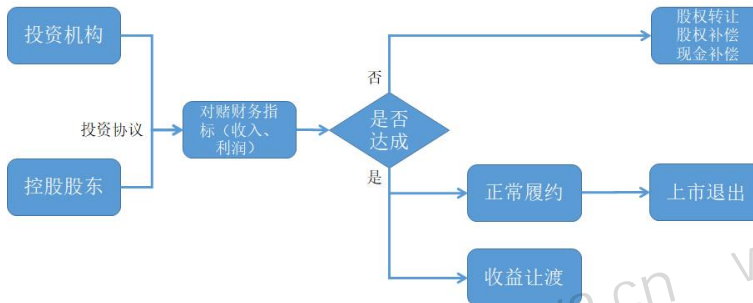 投资机构
投资协议
控股股东
对赌财务指
标（收入、
利润）
是否
达成
否
是
股权转让
股权补偿
现金补偿
正常履约
上市退出
收益让渡